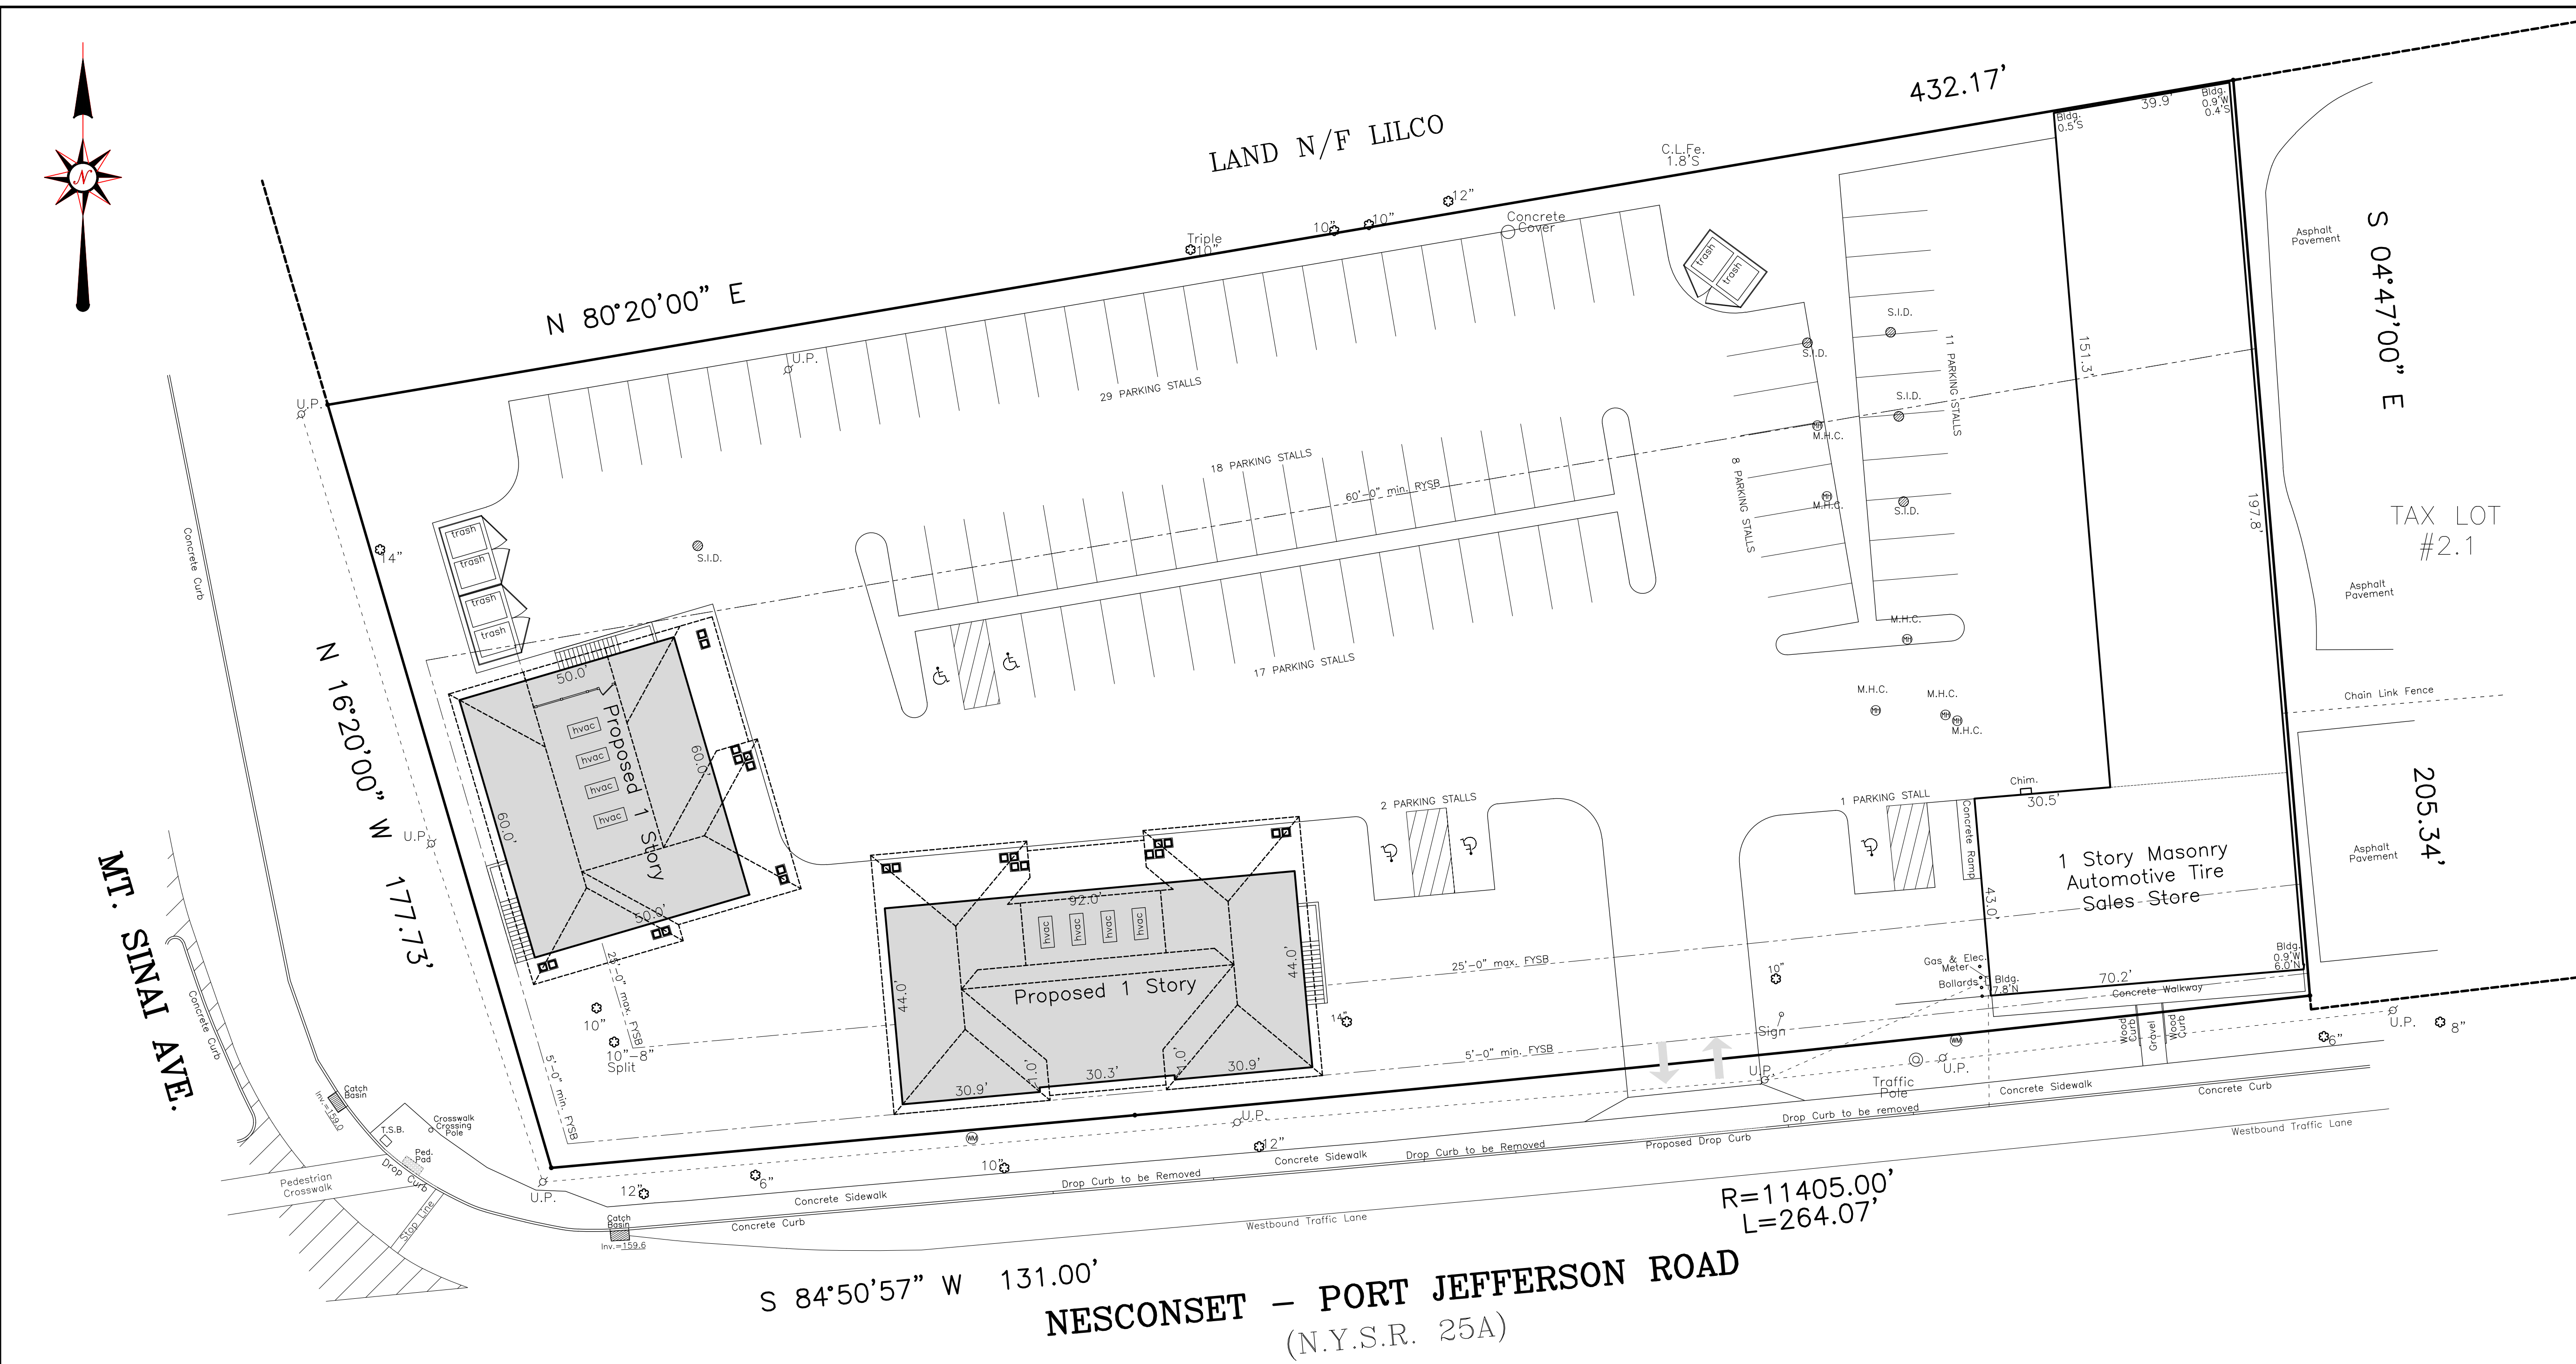 N
LAND N/F LILCO
432.17'
N 80°20'00" E
C.L.Fe.
1.8'S
Bldg.
0.5'S
39.9'
Bldg.
0.9'W
0.4'S
12"
10"
10"
Triple
10"
Concrete
Cover
trash
trash
Asphalt
Pavement
S 04°47'00" E
205.34'
U.P.
U.P.
29 PARKING STALLS
S.I.D.
S.I.D.
S.I.D.
S.I.D.
11 PARKING STALLS
151.3'
197.8'
18 PARKING STALLS
60'-0" min. RYSB
M.H.C.
M.H.C.
8 PARKING STALLS
TAX LOT
#2.1
Asphalt
Pavement
Concrete Curb
14"
trash
trash
trash
trash
S.I.D.
M.H.C.
17 PARKING STALLS
M.H.C.
M.H.C.
M.H.C.
Chain Link Fence
N 16°20'00" W
177.73'
50.0'
hvac
hvac
hvac
hvac
Proposed 1 Story
60.0'
60.0'
50.0'
U.P.
2 PARKING STALLS
1 PARKING STALL
Chim.
30.5'
Concrete Ramp
43.0'
1 Story Masonry
Automotive Tire
Sales Store
Asphalt
Pavement
92.0'
hvac
hvac
hvac
hvac
44.0'
44.0'
Proposed 1 Story
25'-0" max. FYSB
25'-0" max. FYSB
30.9'
1.0'
30.3'
1.0'
30.9'
14"
10"
Gas & Elec.
Meter
Bollards
Bldg.
7.8'N
70.2'
Bldg.
0.9'W
6.0'N
Concrete Walkway
10"
10"-8"
Split
5'-0" min. FYSB
5'-0" min. FYSB
Sign
WM
Wood
Curb
Gravel
Wood
Curb
U.P.
6"
8"
MT. SINAI AVE.
Concrete Curb
Catch
Basin
Inv.=159.0
T.S.B.
Crosswalk
Crossing
Pole
Ped.
Pad
Drop Curb
Pedestrian
Crosswalk
Stop Line
U.P.
12"
6"
WM
10"
12"
U.P.
U.P.
U.P.
Traffic
Pole
Concrete Sidewalk
Drop Curb to be Removed
Concrete Sidewalk
Drop Curb to be Removed
Proposed Drop Curb
Drop Curb to be removed
Concrete Sidewalk
Concrete Curb
Catch
Basin
Inv.=159.6
Concrete Curb
Westbound Traffic Lane
Westbound Traffic Lane
R=11405.00'
L=264.07'
S 84°50'57" W 131.00'
NESCONSET - PORT JEFFERSON ROAD
(N.Y.S.R. 25A)